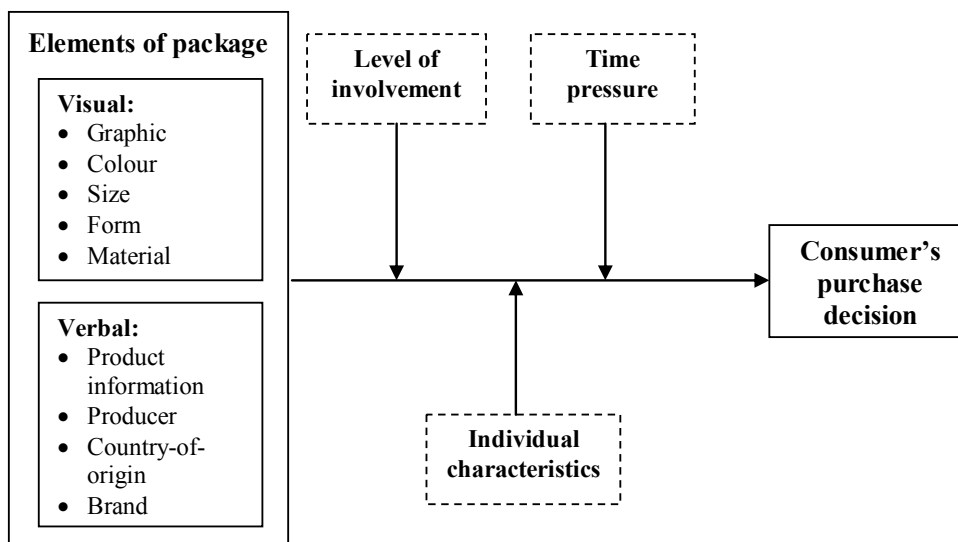 Elements of package
Visual:
• Graphic
• Colour
• Size
• Form
• Material
Verbal:
• Product
information
• Producer
• Country-of-
origin
• Brand
Level of
involvement
Time
pressure
Individual
characteristics
Consumer’s
purchase
decision